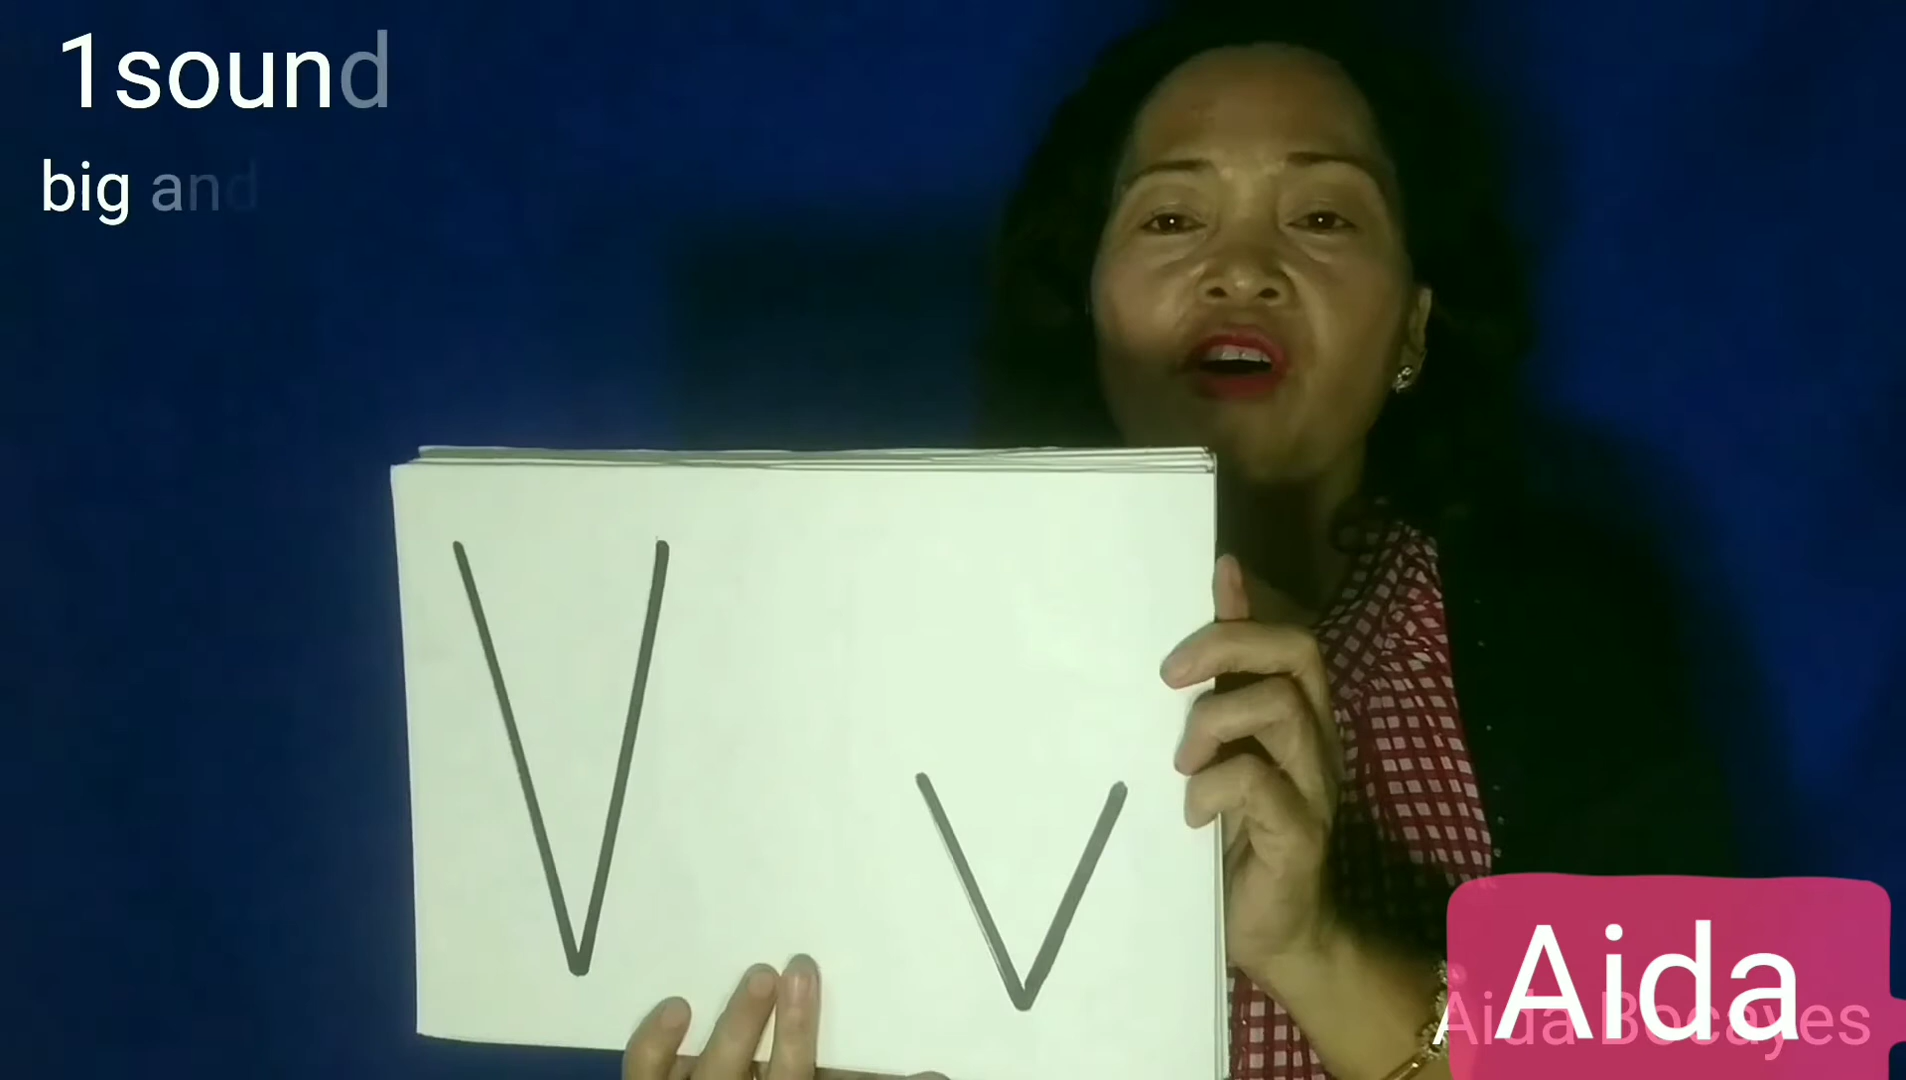 1sound
big and
V v
Aida
Aida Bocayes